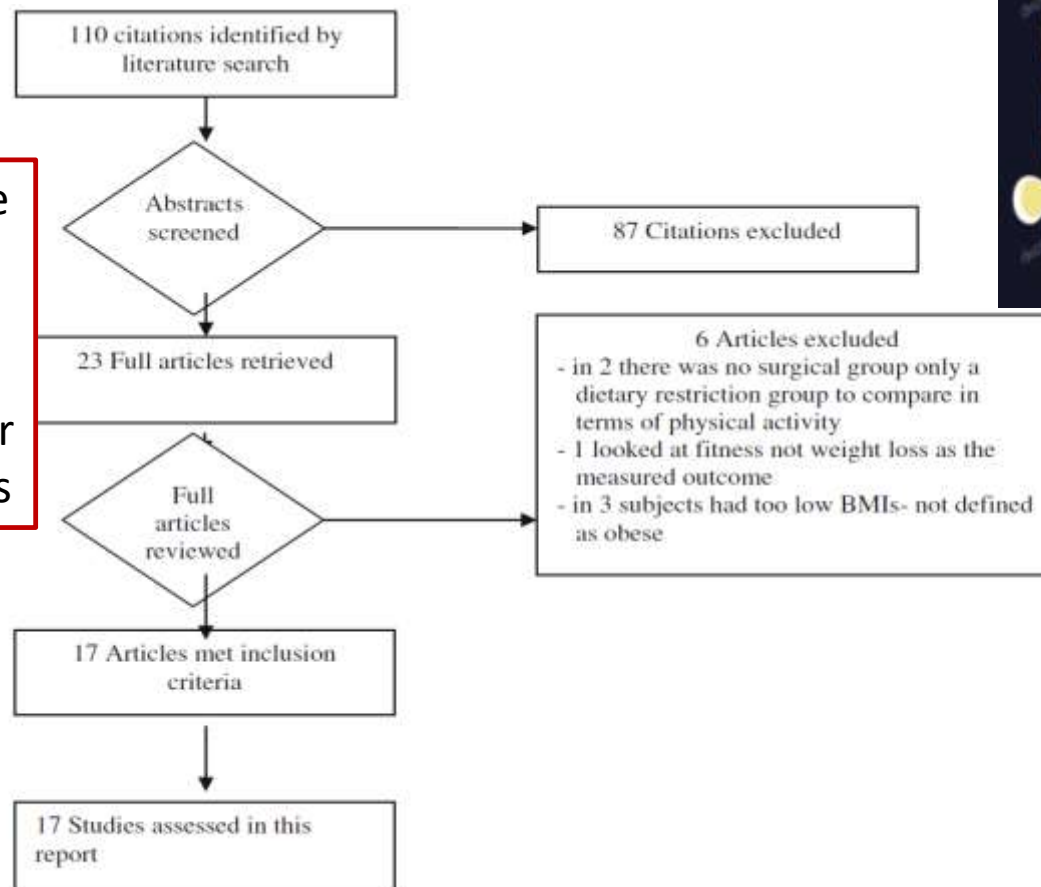 110 citations identified by
literature search
Abstracts
screened
87 Citations excluded
23 Full articles retrieved
6 Articles excluded
- in 2 there was no surgical group only a
dietary restriction group to compare in
terms of physical activity
- 1 looked at fitness not weight loss as the
measured outcome
- in 3 subjects had too low BMIs- not defined
as obese
Full
articles
reviewed
17 Articles met inclusion
criteria
17 Studies assessed in this
report